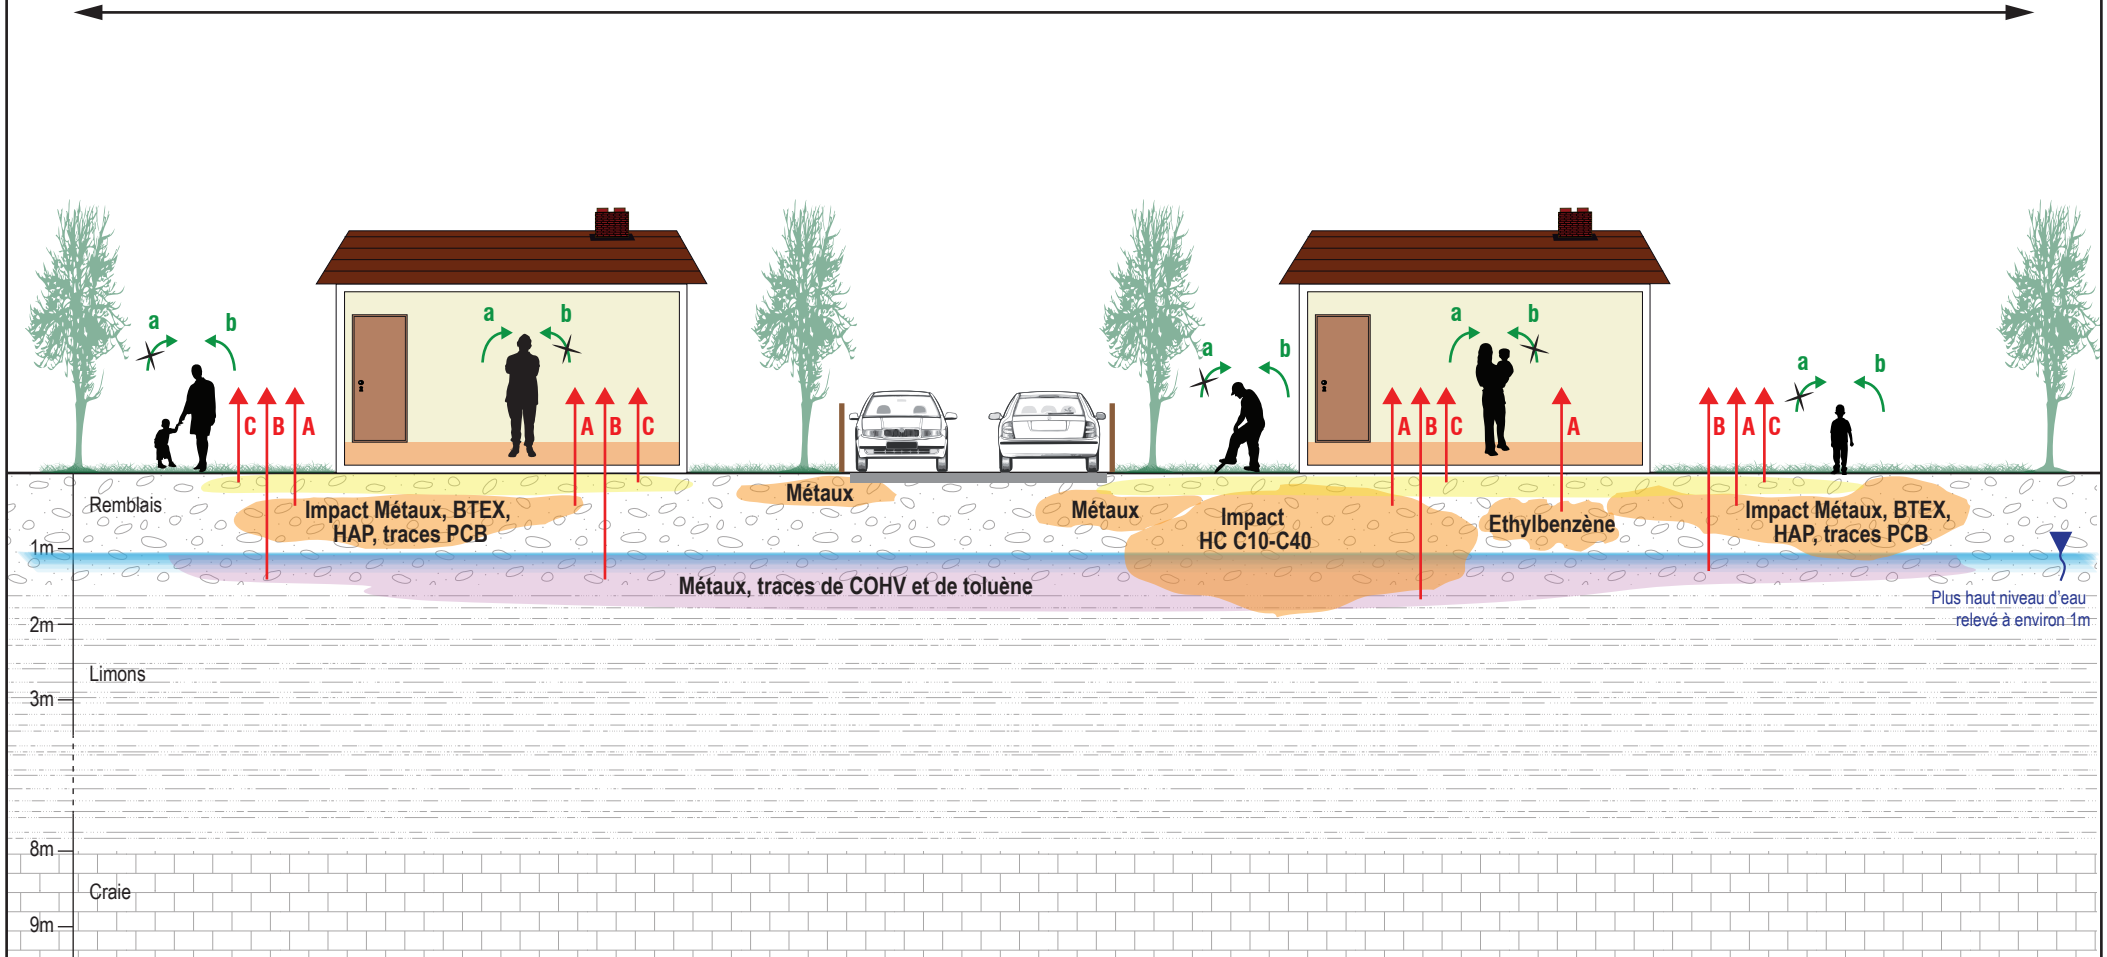 a
b
a
b
a
b
a
b
a
b
C
B
A
A
B
C
A
B
C
A
B
A
C
Remblais
Impact Métaux, BTEX,
HAP, traces PCB
Métaux
Métaux
Impact
HC C10-C40
Ethylbenzène
Impact Métaux, BTEX,
HAP, traces PCB
1m
Métaux, traces de COHV et de toluène
Plus haut niveau d'eau
relevé à environ 1m
2m
Limons
3m
8m
Craie
9m